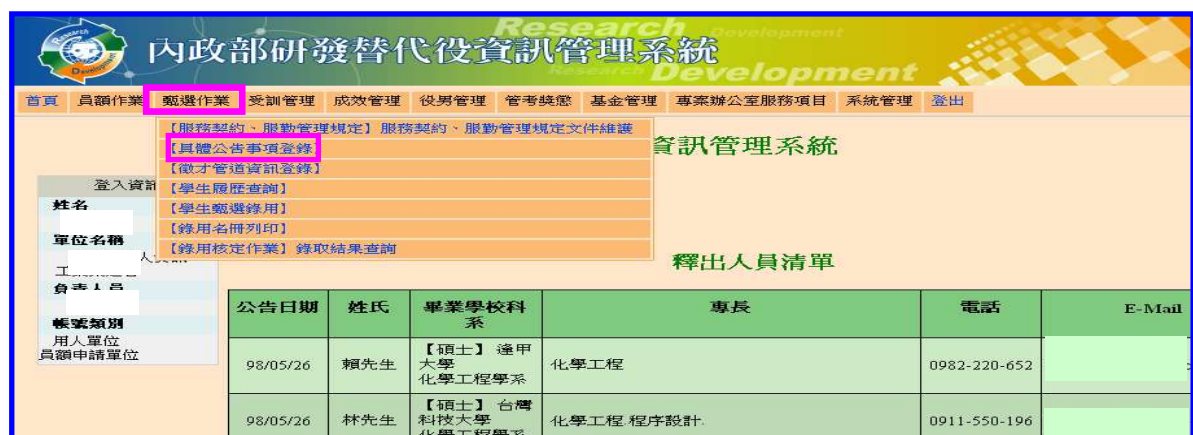 Research Development
內政部研發替代役資訊管理系統
Research Development
首頁 員額作業 甄選作業 受訓管理 成效管理 役男管理 管考獎懲 基金管理 專案辦公室服務項目 系統管理 登出
【服務契約、服勤管理規定】服務契約、服勤管理規定文件維護
【具體公告事項登錄】
【徵才管道資訊登錄】
【學生履歷查詢】
【學生甄選錄用】
【錄用名冊列印】
【錄用核定作業】錄取結果查詢
資訊管理系統
登入資訊
姓名
單位名稱
負責人員
帳號類別
用人單位
員額申請單位
釋出人員清單
公告日期 姓氏 畢業學校科系 專長 電話 E-Mail
98/05/26 賴先生 【碩士】 逢甲大學 化學工程學系 化學工程 0982-220-652
98/05/26 林先生 【碩士】 台灣科技大學 化學工程學系 化學工程.程序設計. 0911-550-196